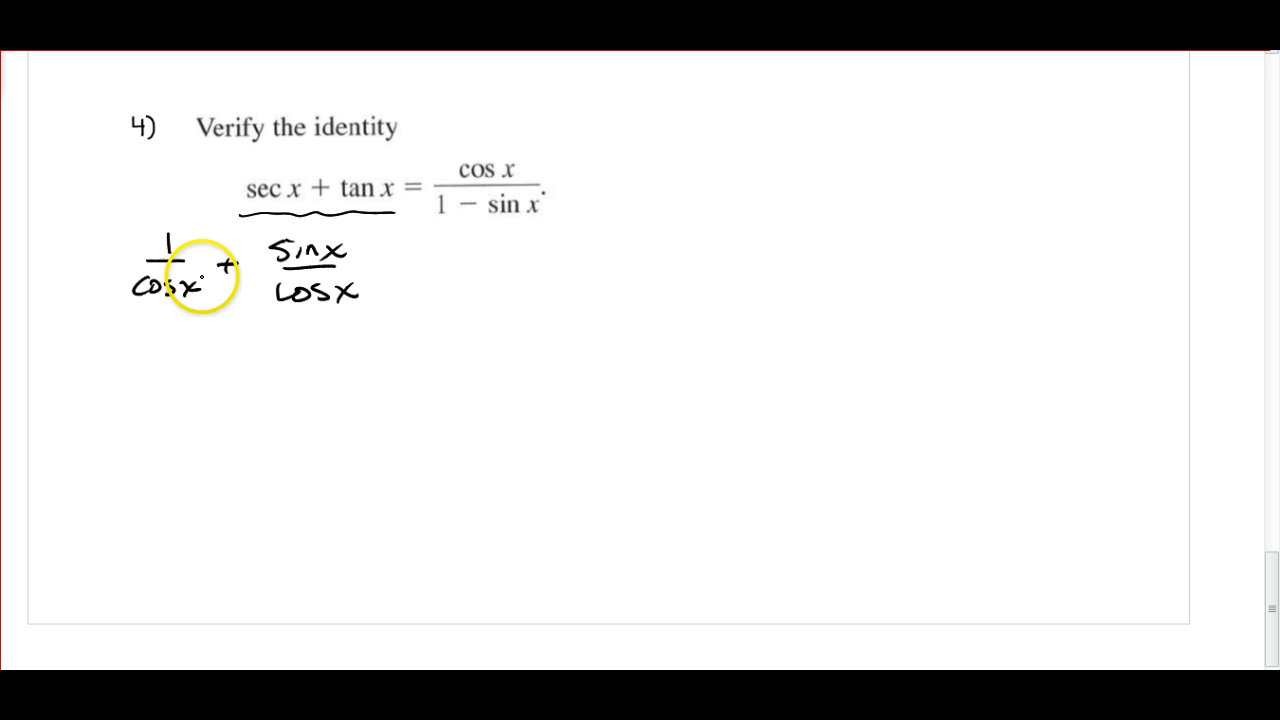 4) Verify the identity
sec x + tan x = cos x / 1 − sin x.
1 / cosx + sinx / cosx